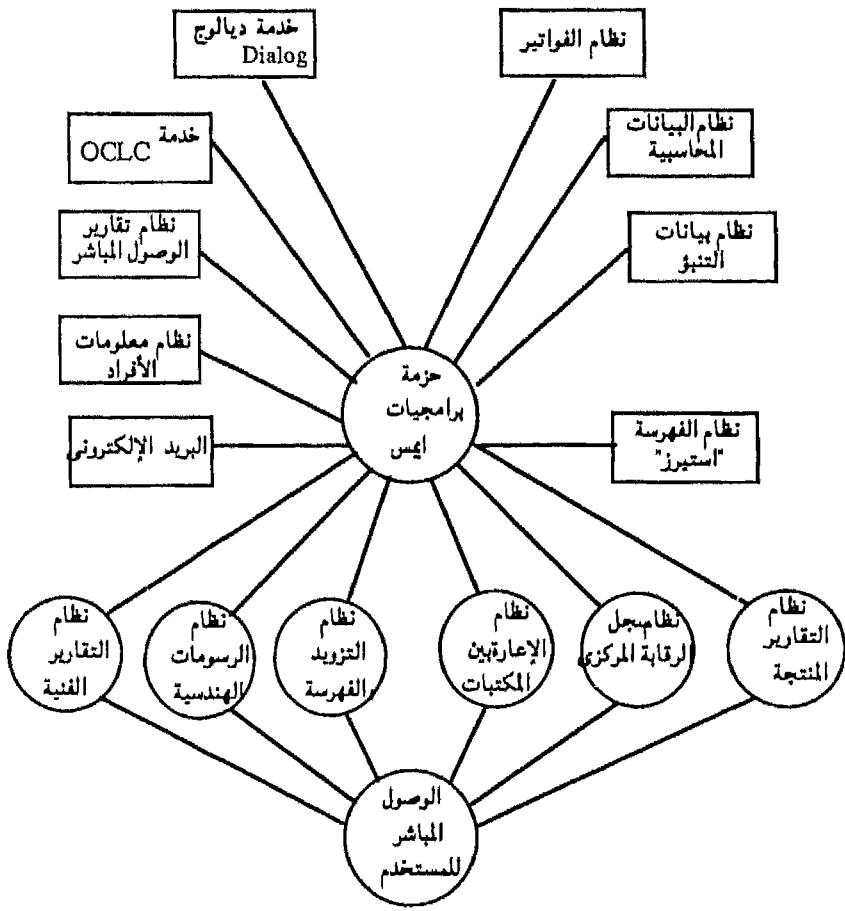 نظام الفواتير
خدمة ديالوج
Dialog
نظام البيانات
المحاسبية
خدمة
OCLC
نظام بيانات
التنبؤ
نظام تقارير
الوصول المباشر
نظام معلومات
الأفراد
حزمة
برامجيات
ايمس
نظام الفهرسة
"استيرز"
البريد الإلكترونى
نظام
التقارير
المنتجة
نظام سجل
الرقابة المركزى
نظام
الإعارة بين
المكتبات
نظام
التزويد
والفهرسة
نظام
الرسومات
الهندسية
نظام
التقارير
الفنية
الوصول
المباشر
للمستخدم